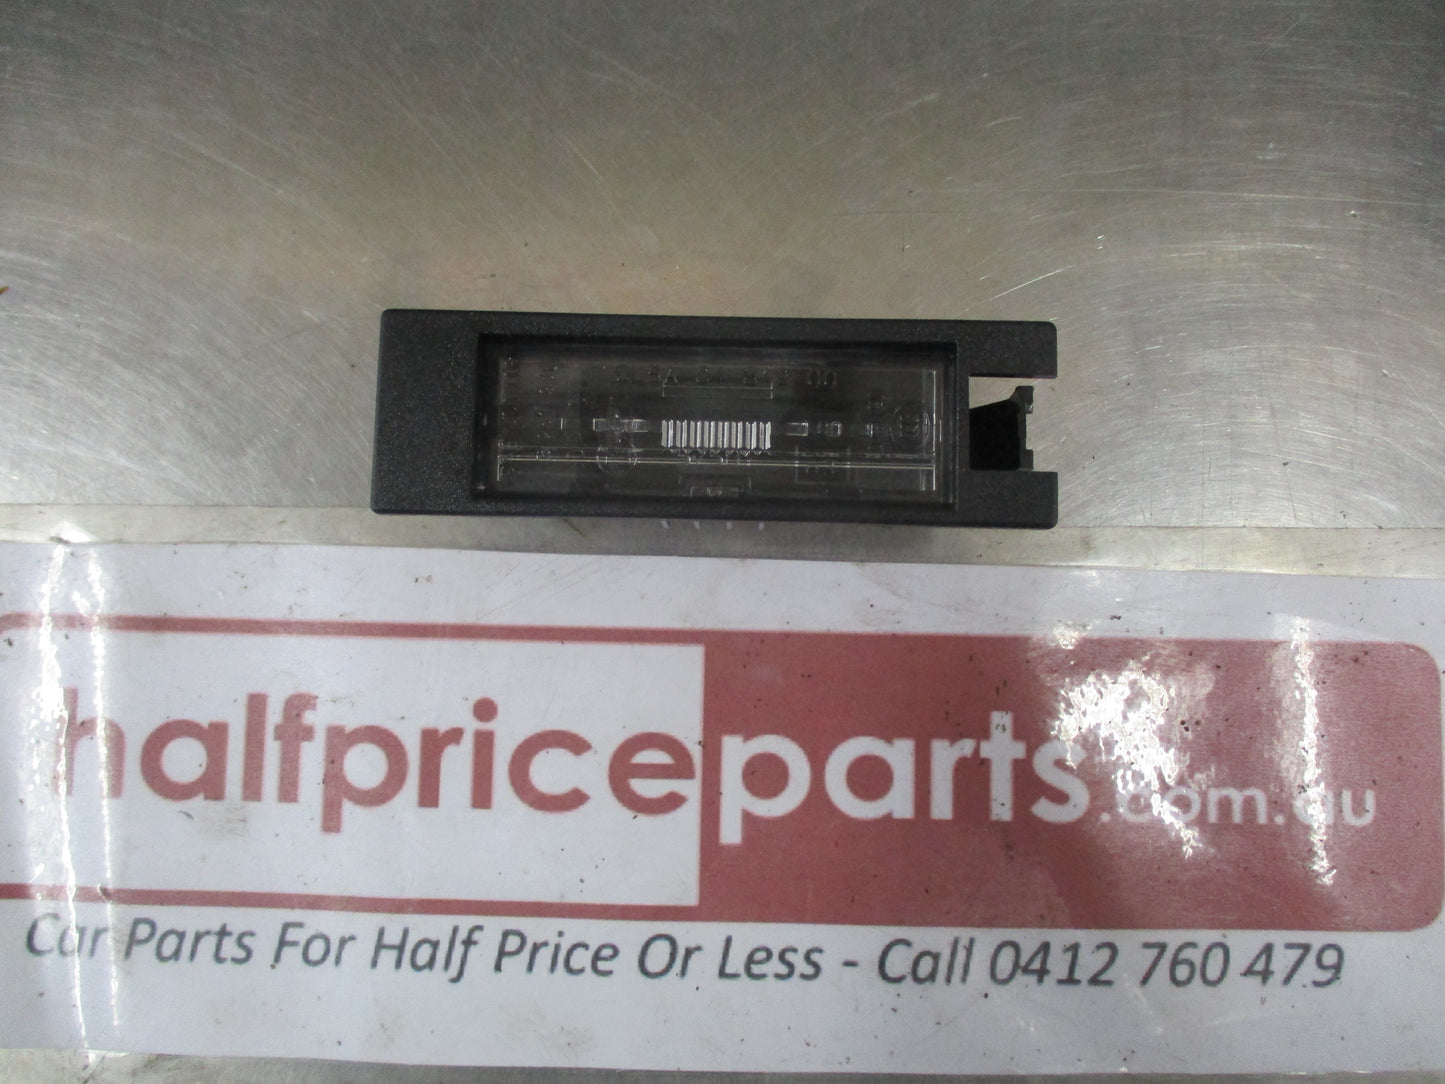 halfpriceparts.com.au
Car Parts For Half Price Or Less - Call 0412 760 479